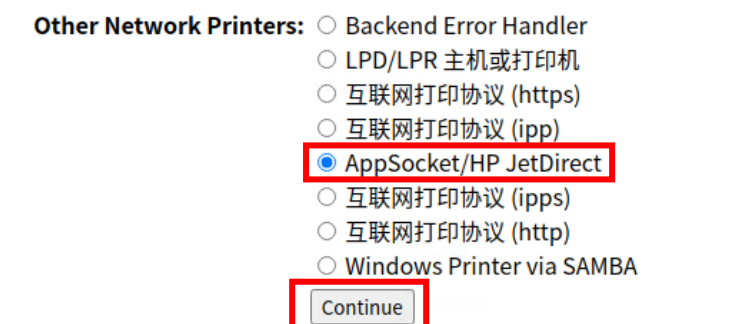 Other Network Printers: Backend Error Handler
LPD/LPR 主机或打印机
互联网打印协议 (https)
互联网打印协议 (ipp)
AppSocket/HP JetDirect
互联网打印协议 (ipps)
互联网打印协议 (http)
Windows Printer via SAMBA
Continue